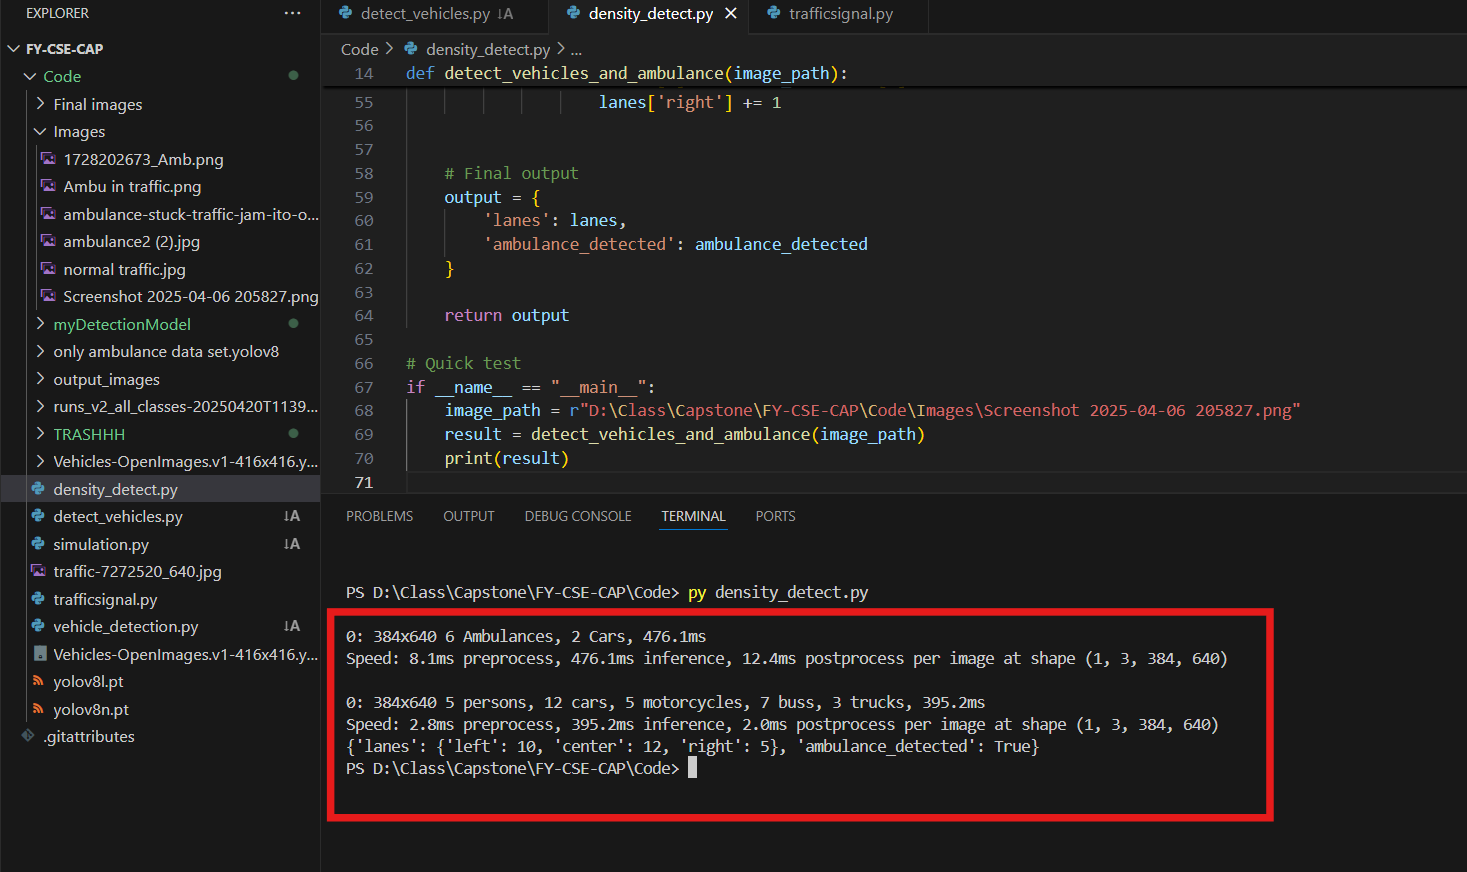 EXPLORER
FY-CSE-CAP
Code
Final images
Images
1728202673_Amb.png
Ambu in traffic.png
ambulance-stuck-traffic-jam-ito-o...
ambulance2 (2).jpg
normal traffic.jpg
Screenshot 2025-04-06 205827.png
myDetectionModel
only ambulance data set.yolov8
output_images
runs_v2_all_classes-20250420T1139...
TRASHHH
Vehicles-OpenImages.v1-416x416.y...
density_detect.py
detect_vehicles.py ↓A
simulation.py ↓A
traffic-7272520_640.jpg
trafficsignal.py
vehicle_detection.py ↓A
Vehicles-OpenImages.v1-416x416.y...
yolov8l.pt
yolov8n.pt
.gitattributes
detect_vehicles.py ↓A density_detect.py trafficsignal.py
Code > density_detect.py > ...
14 def detect_vehicles_and_ambulance(image_path):
55 lanes['right'] += 1
56
57
58 # Final output
59 output = {
60 'lanes': lanes,
61 'ambulance_detected': ambulance_detected
62 }
63
64 return output
65
66 # Quick test
67 if __name__ == "__main__":
68 image_path = r"D:\Class\Capstone\FY-CSE-CAP\Code\Images\Screenshot 2025-04-06 205827.png"
69 result = detect_vehicles_and_ambulance(image_path)
70 print(result)
71
PROBLEMS OUTPUT DEBUG CONSOLE TERMINAL PORTS
PS D:\Class\Capstone\FY-CSE-CAP\Code> py density_detect.py
0: 384x640 6 Ambulances, 2 Cars, 476.1ms
Speed: 8.1ms preprocess, 476.1ms inference, 12.4ms postprocess per image at shape (1, 3, 384, 640)
0: 384x640 5 persons, 12 cars, 5 motorcycles, 7 buss, 3 trucks, 395.2ms
Speed: 2.8ms preprocess, 395.2ms inference, 2.0ms postprocess per image at shape (1, 3, 384, 640)
{'lanes': {'left': 10, 'center': 12, 'right': 5}, 'ambulance_detected': True}
PS D:\Class\Capstone\FY-CSE-CAP\Code>